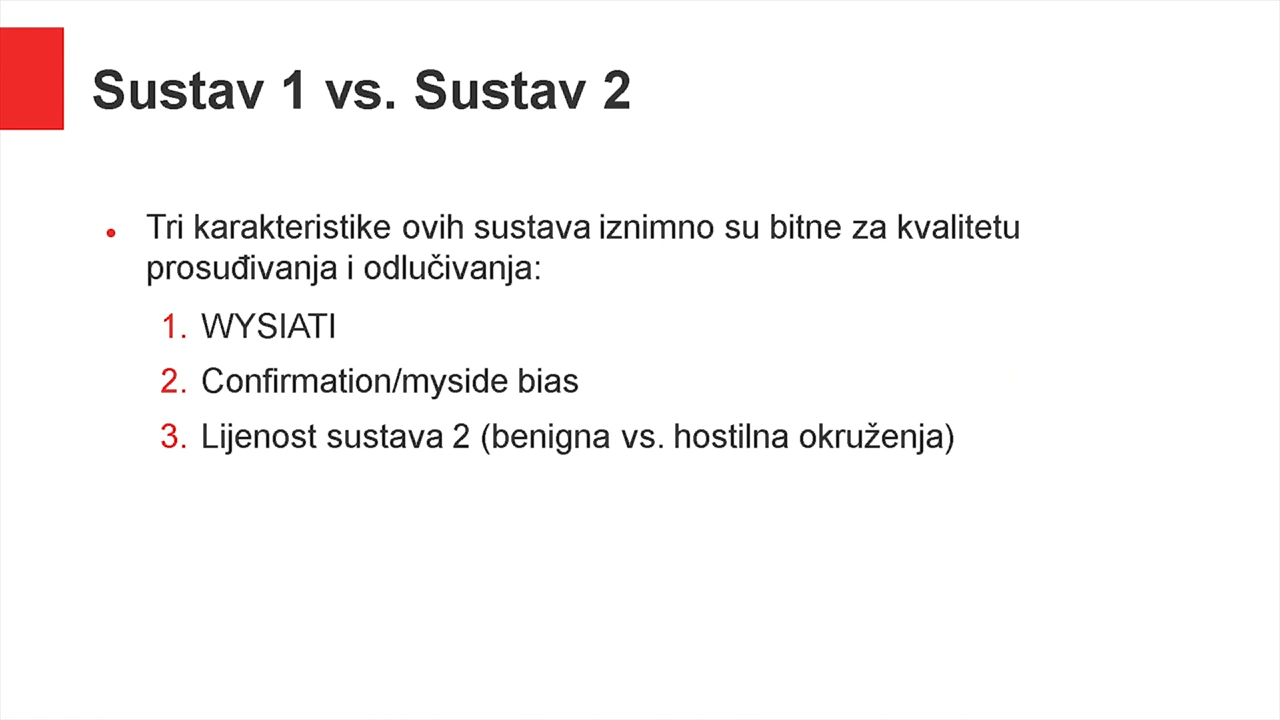 Sustav 1 vs. Sustav 2
• Tri karakteristike ovih sustava iznimno su bitne za kvalitetu
prosuđivanja i odlučivanja:
1. WYSIATI
2. Confirmation/myside bias
3. Lijenost sustava 2 (benigna vs. hostilna okruženja)